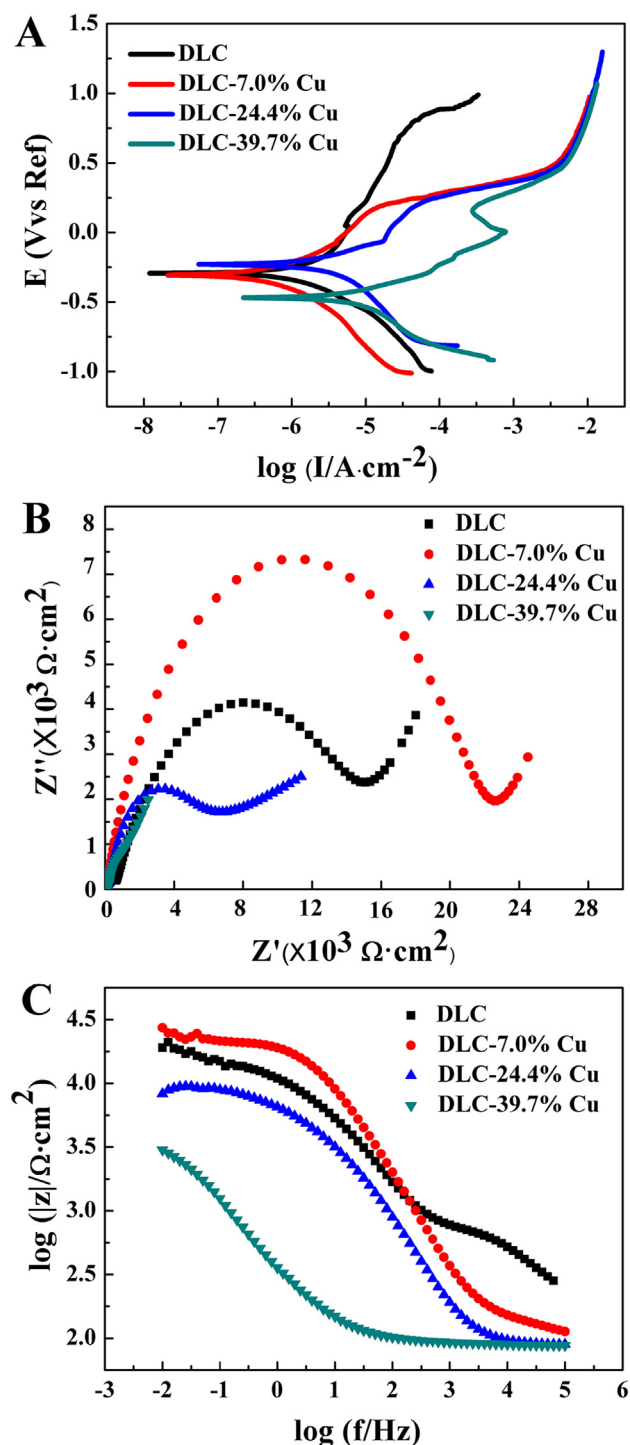 A
DLC
DLC-7.0% Cu
DLC-24.4% Cu
DLC-39.7% Cu
1.5
1.0
0.5
0.0
-0.5
-1.0
E (Vvs Ref)
-8 -7 -6 -5 -4 -3 -2
log (I/A·cm-2)
B
DLC
DLC-7.0% Cu
DLC-24.4% Cu
DLC-39.7% Cu
8
7
6
5
4
3
2
1
0
Z''(×10³ Ω·cm²)
0 4 8 12 16 20 24 28
Z'(×10³ Ω·cm²)
C
DLC
DLC-7.0% Cu
DLC-24.4% Cu
DLC-39.7% Cu
4.5
4.0
3.5
3.0
2.5
2.0
log (|z|/Ω·cm²)
-3 -2 -1 0 1 2 3 4 5 6
log (f/Hz)